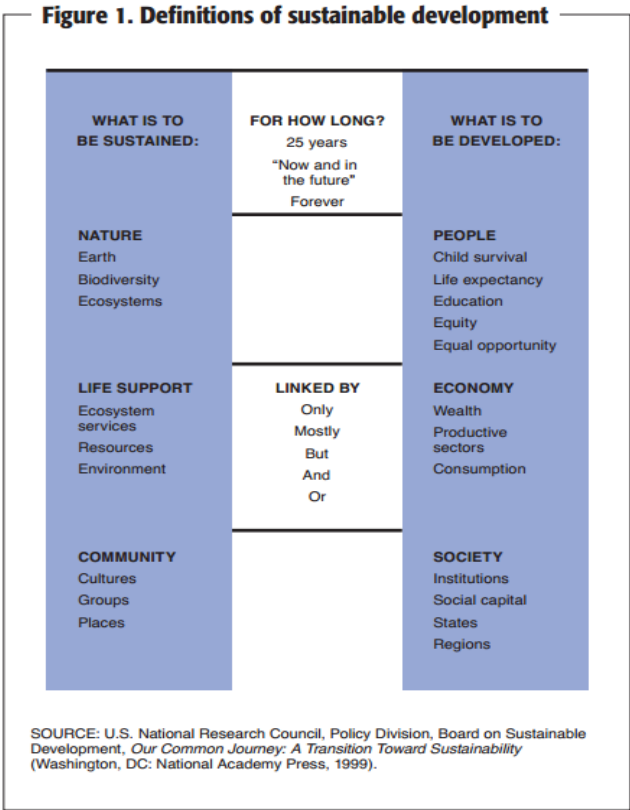 Figure 1. Definitions of sustainable development
WHAT IS TO
BE SUSTAINED:
FOR HOW LONG?
25 years
“Now and in
the future”
Forever
WHAT IS TO
BE DEVELOPED:
NATURE
Earth
Biodiversity
Ecosystems
PEOPLE
Child survival
Life expectancy
Education
Equity
Equal opportunity
LIFE SUPPORT
Ecosystem
services
Resources
Environment
LINKED BY
Only
Mostly
But
And
Or
ECONOMY
Wealth
Productive
sectors
Consumption
COMMUNITY
Cultures
Groups
Places
SOCIETY
Institutions
Social capital
States
Regions
SOURCE: U.S. National Research Council, Policy Division, Board on Sustainable
Development, Our Common Journey: A Transition Toward Sustainability
(Washington, DC: National Academy Press, 1999).